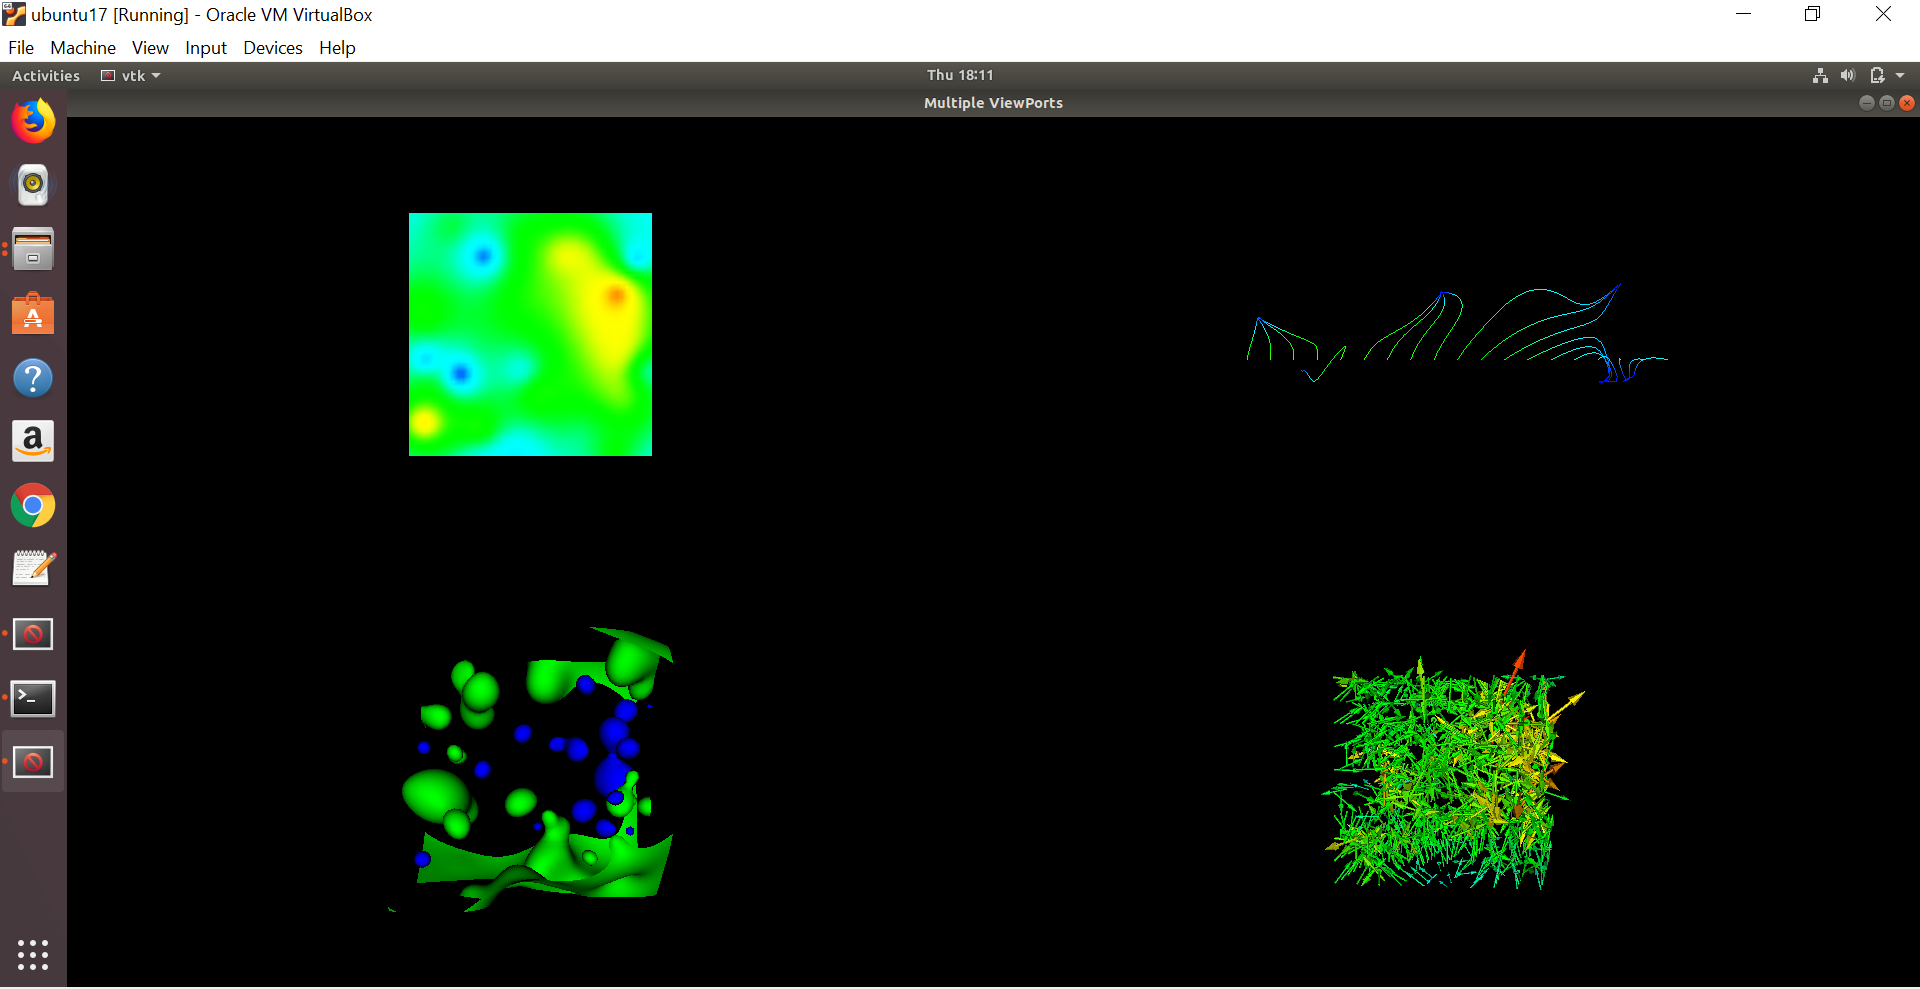 ubuntu17 [Running] - Oracle VM VirtualBox
File Machine View Input Devices Help
Activities vtk Thu 18:11
Multiple ViewPorts